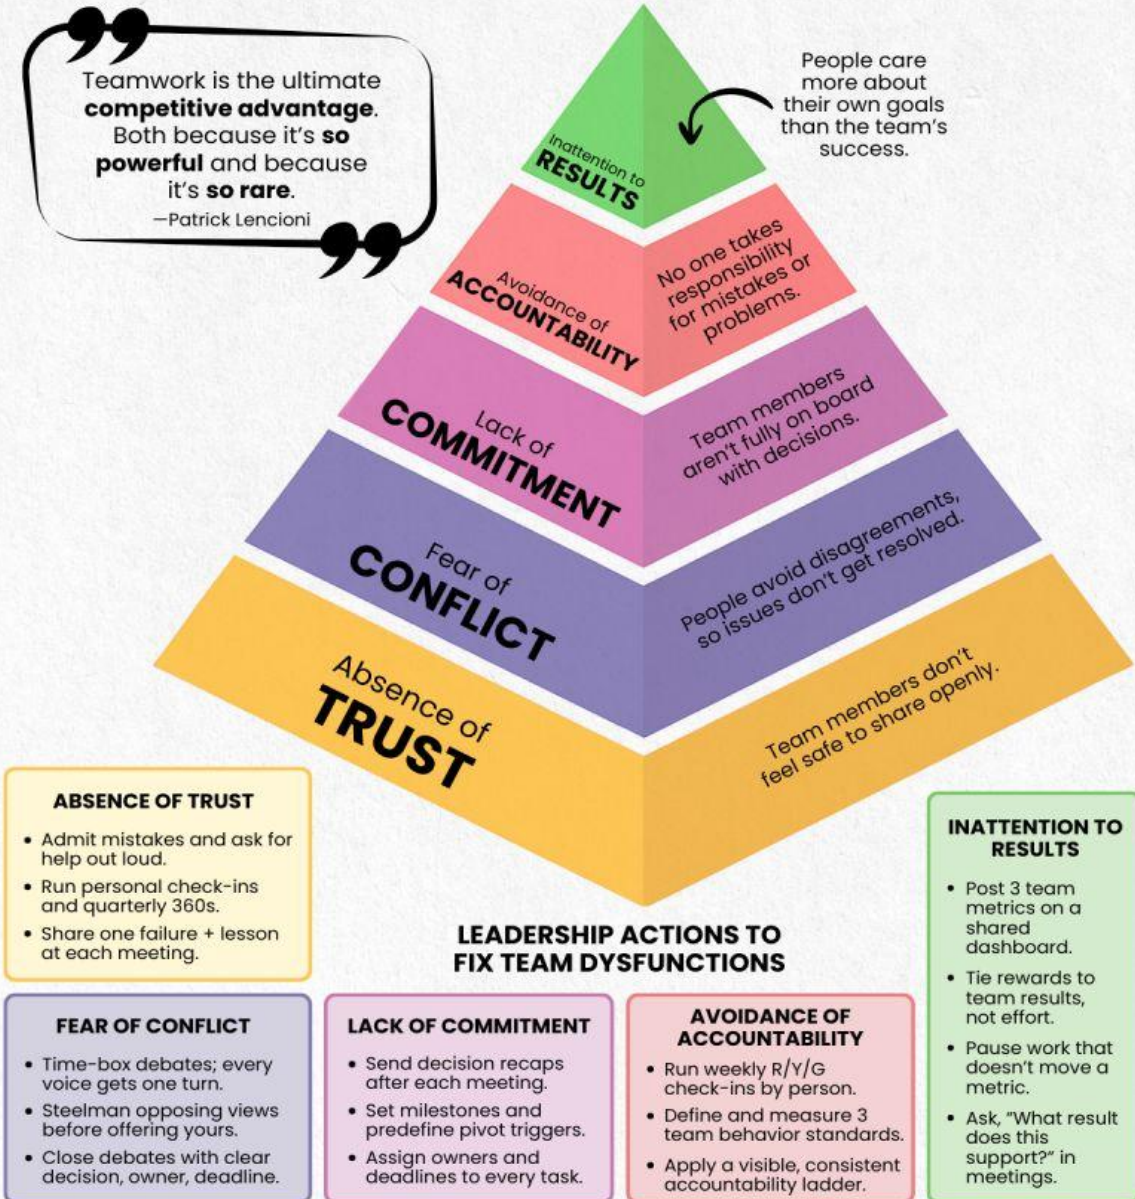 Teamwork is the ultimate
competitive advantage.
Both because it's so
powerful and because
it's so rare.
—Patrick Lencioni
People care
more about
their own goals
than the team's
success.
Inattention to
RESULTS
Avoidance of
ACCOUNTABILITY
No one takes
responsibility
for mistakes or
problems.
Lack of
COMMITMENT
Team members
aren't fully on board
with decisions.
Fear of
CONFLICT
People avoid disagreements,
so issues don't get resolved.
Absence of
TRUST
Team members don't
feel safe to share openly.
LEADERSHIP ACTIONS TO
FIX TEAM DYSFUNCTIONS
ABSENCE OF TRUST
• Admit mistakes and ask for
help out loud.
• Run personal check-ins
and quarterly 360s.
• Share one failure + lesson
at each meeting.
FEAR OF CONFLICT
• Time-box debates; every
voice gets one turn.
• Steelman opposing views
before offering yours.
• Close debates with clear
decision, owner, deadline.
LACK OF COMMITMENT
• Send decision recaps
after each meeting.
• Set milestones and
predefine pivot triggers.
• Assign owners and
deadlines to every task.
AVOIDANCE OF
ACCOUNTABILITY
• Run weekly R/Y/G
check-ins by person.
• Define and measure 3
team behavior standards.
• Apply a visible, consistent
accountability ladder.
INATTENTION TO
RESULTS
• Post 3 team
metrics on a
shared
dashboard.
• Tie rewards to
team results,
not effort.
• Pause work that
doesn't move a
metric.
• Ask, "What result
does this
support?" in
meetings.